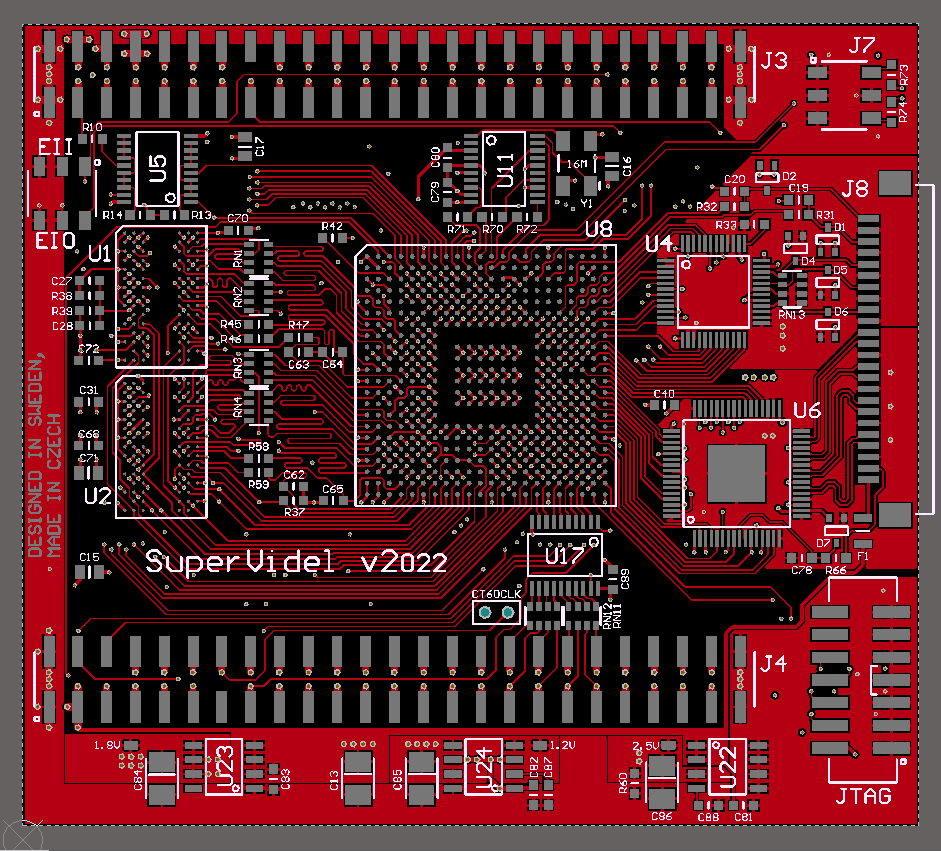 J3
J7
R73
R74
R10
EII
U5
C17
C80
C79
U11
16M
C16
Y1
C20
D2
C19
J8
R32
R31
R33
D1
R14
R13
C70
R42
R71
R70
R72
U8
EIO
U1
U4
D4
D5
RN13
D6
C27
R38
R39
C28
RN1
RN2
R45
R46
R47
C63
C64
C72
RN3
RN4
C31
C40
U6
C68
C71
R58
R59
C62
R37
C65
U2
DESIGNED IN SWEDEN,
MADE IN CZECH
C15
SuperVidel v2022
U17
C89
CT60CLK
RN12
RN11
D7
F1
C78
R66
J4
1.8V
C84
U23
C83
C13
C85
U24
1.2V
C82
C87
2.5V
R60
C86
U22
C88
C81
JTAG